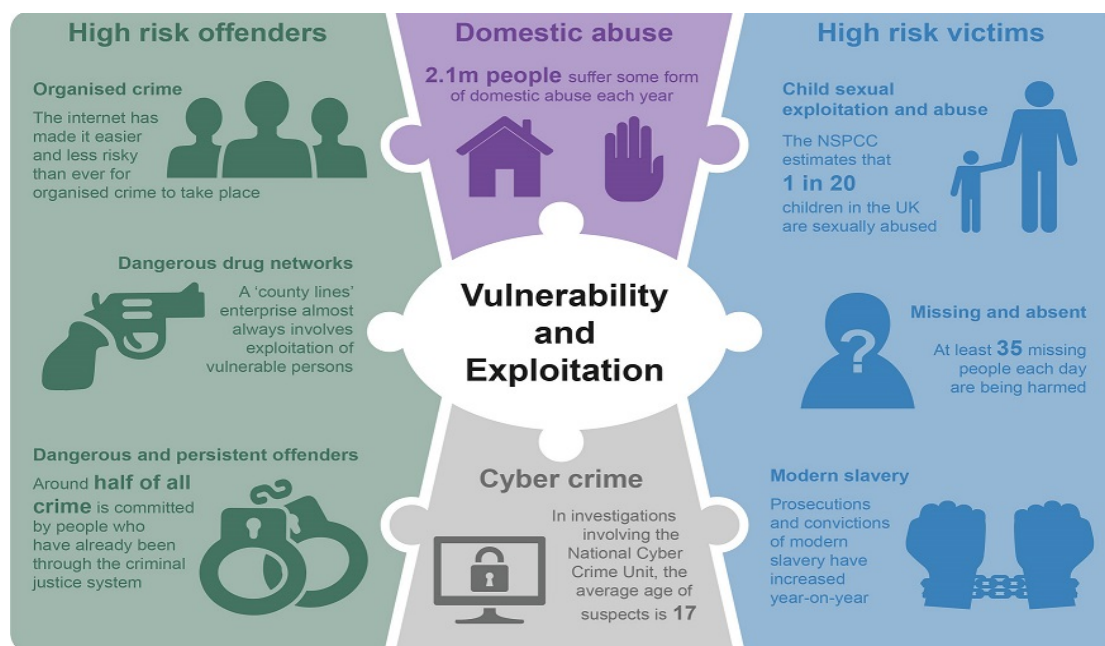 High risk offenders
Organised crime
The internet has
made it easier
and less risky
than ever for
organised crime to take place
Dangerous drug networks
A ‘county lines’
enterprise almost
always involves
exploitation of
vulnerable persons
Dangerous and persistent offenders
Around half of all
crime is committed
by people who
have already been
through the criminal
justice system
Domestic abuse
2.1m people suffer some form
of domestic abuse each year
Vulnerability
and
Exploitation
Cyber crime
In investigations
involving the
National Cyber
Crime Unit, the
average age of
suspects is 17
High risk victims
Child sexual
exploitation and abuse
The NSPCC
estimates that
1 in 20
children in the UK
are sexually abused
?
Missing and absent
At least 35 missing
people each day
are being harmed
Modern slavery
Prosecutions
and convictions
of modern
slavery have
increased
year-on-year